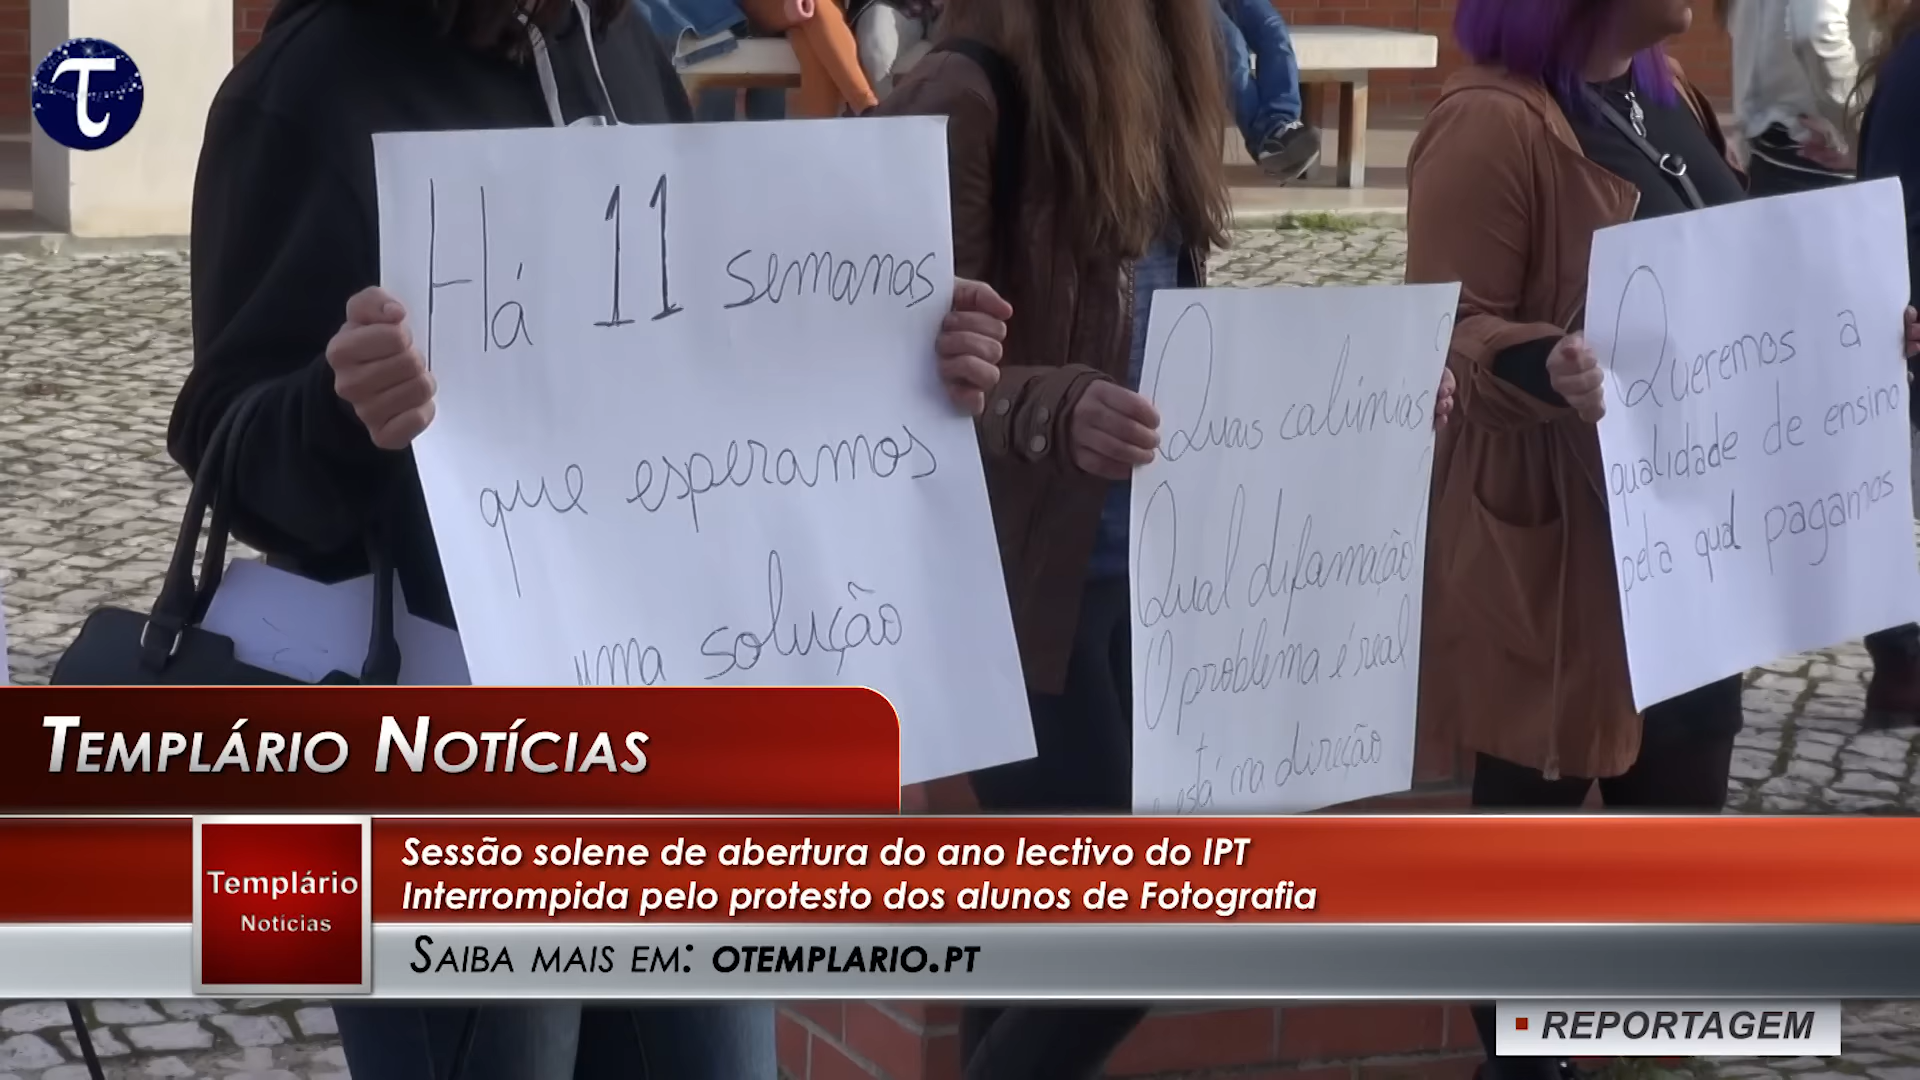 Há 11 semanas
que esperamos
uma solução
Quais calúnias?
Qual difamação?
O problema é real
e está na direção
Queremos a
qualidade de ensino
pela qual pagamos
Templário Notícias
Templário
Notícias
Sessão solene de abertura do ano lectivo do IPT
Interrompida pelo protesto dos alunos de Fotografia
Saiba mais em: otemplario.pt
REPORTAGEM